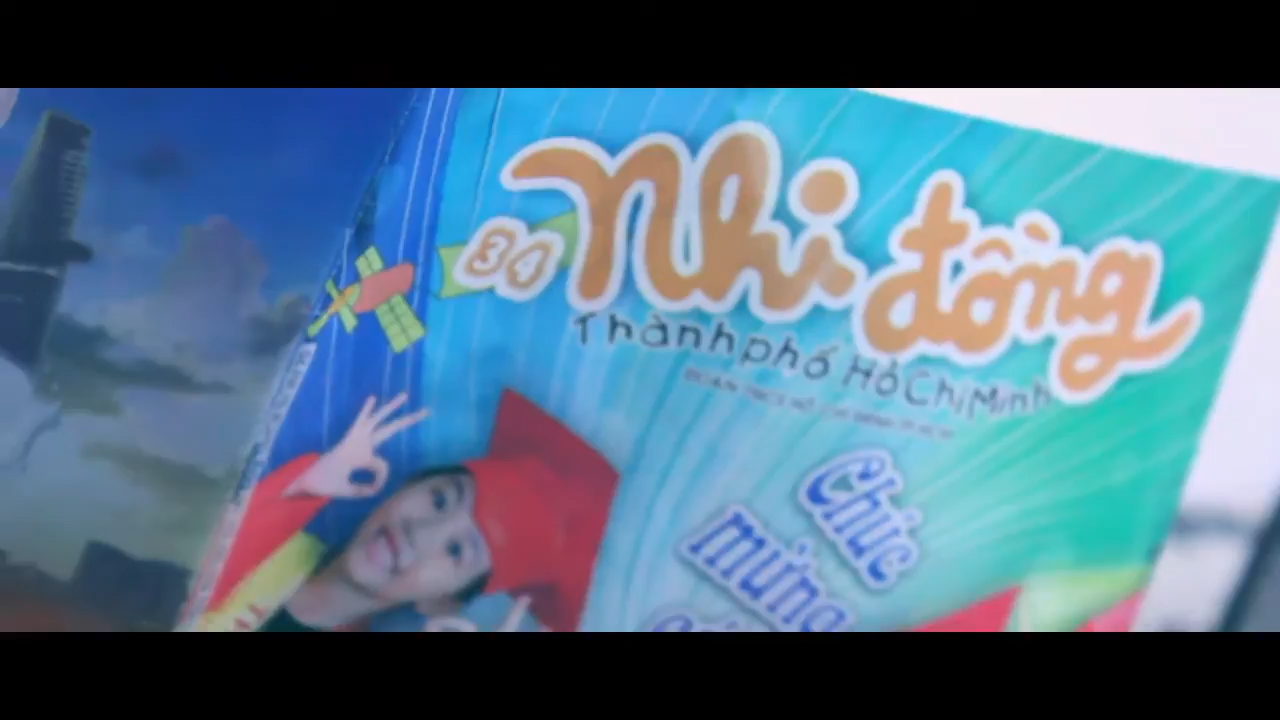 34 Nhi đồng
Thành phố Hồ Chí Minh
Chúc
mừng